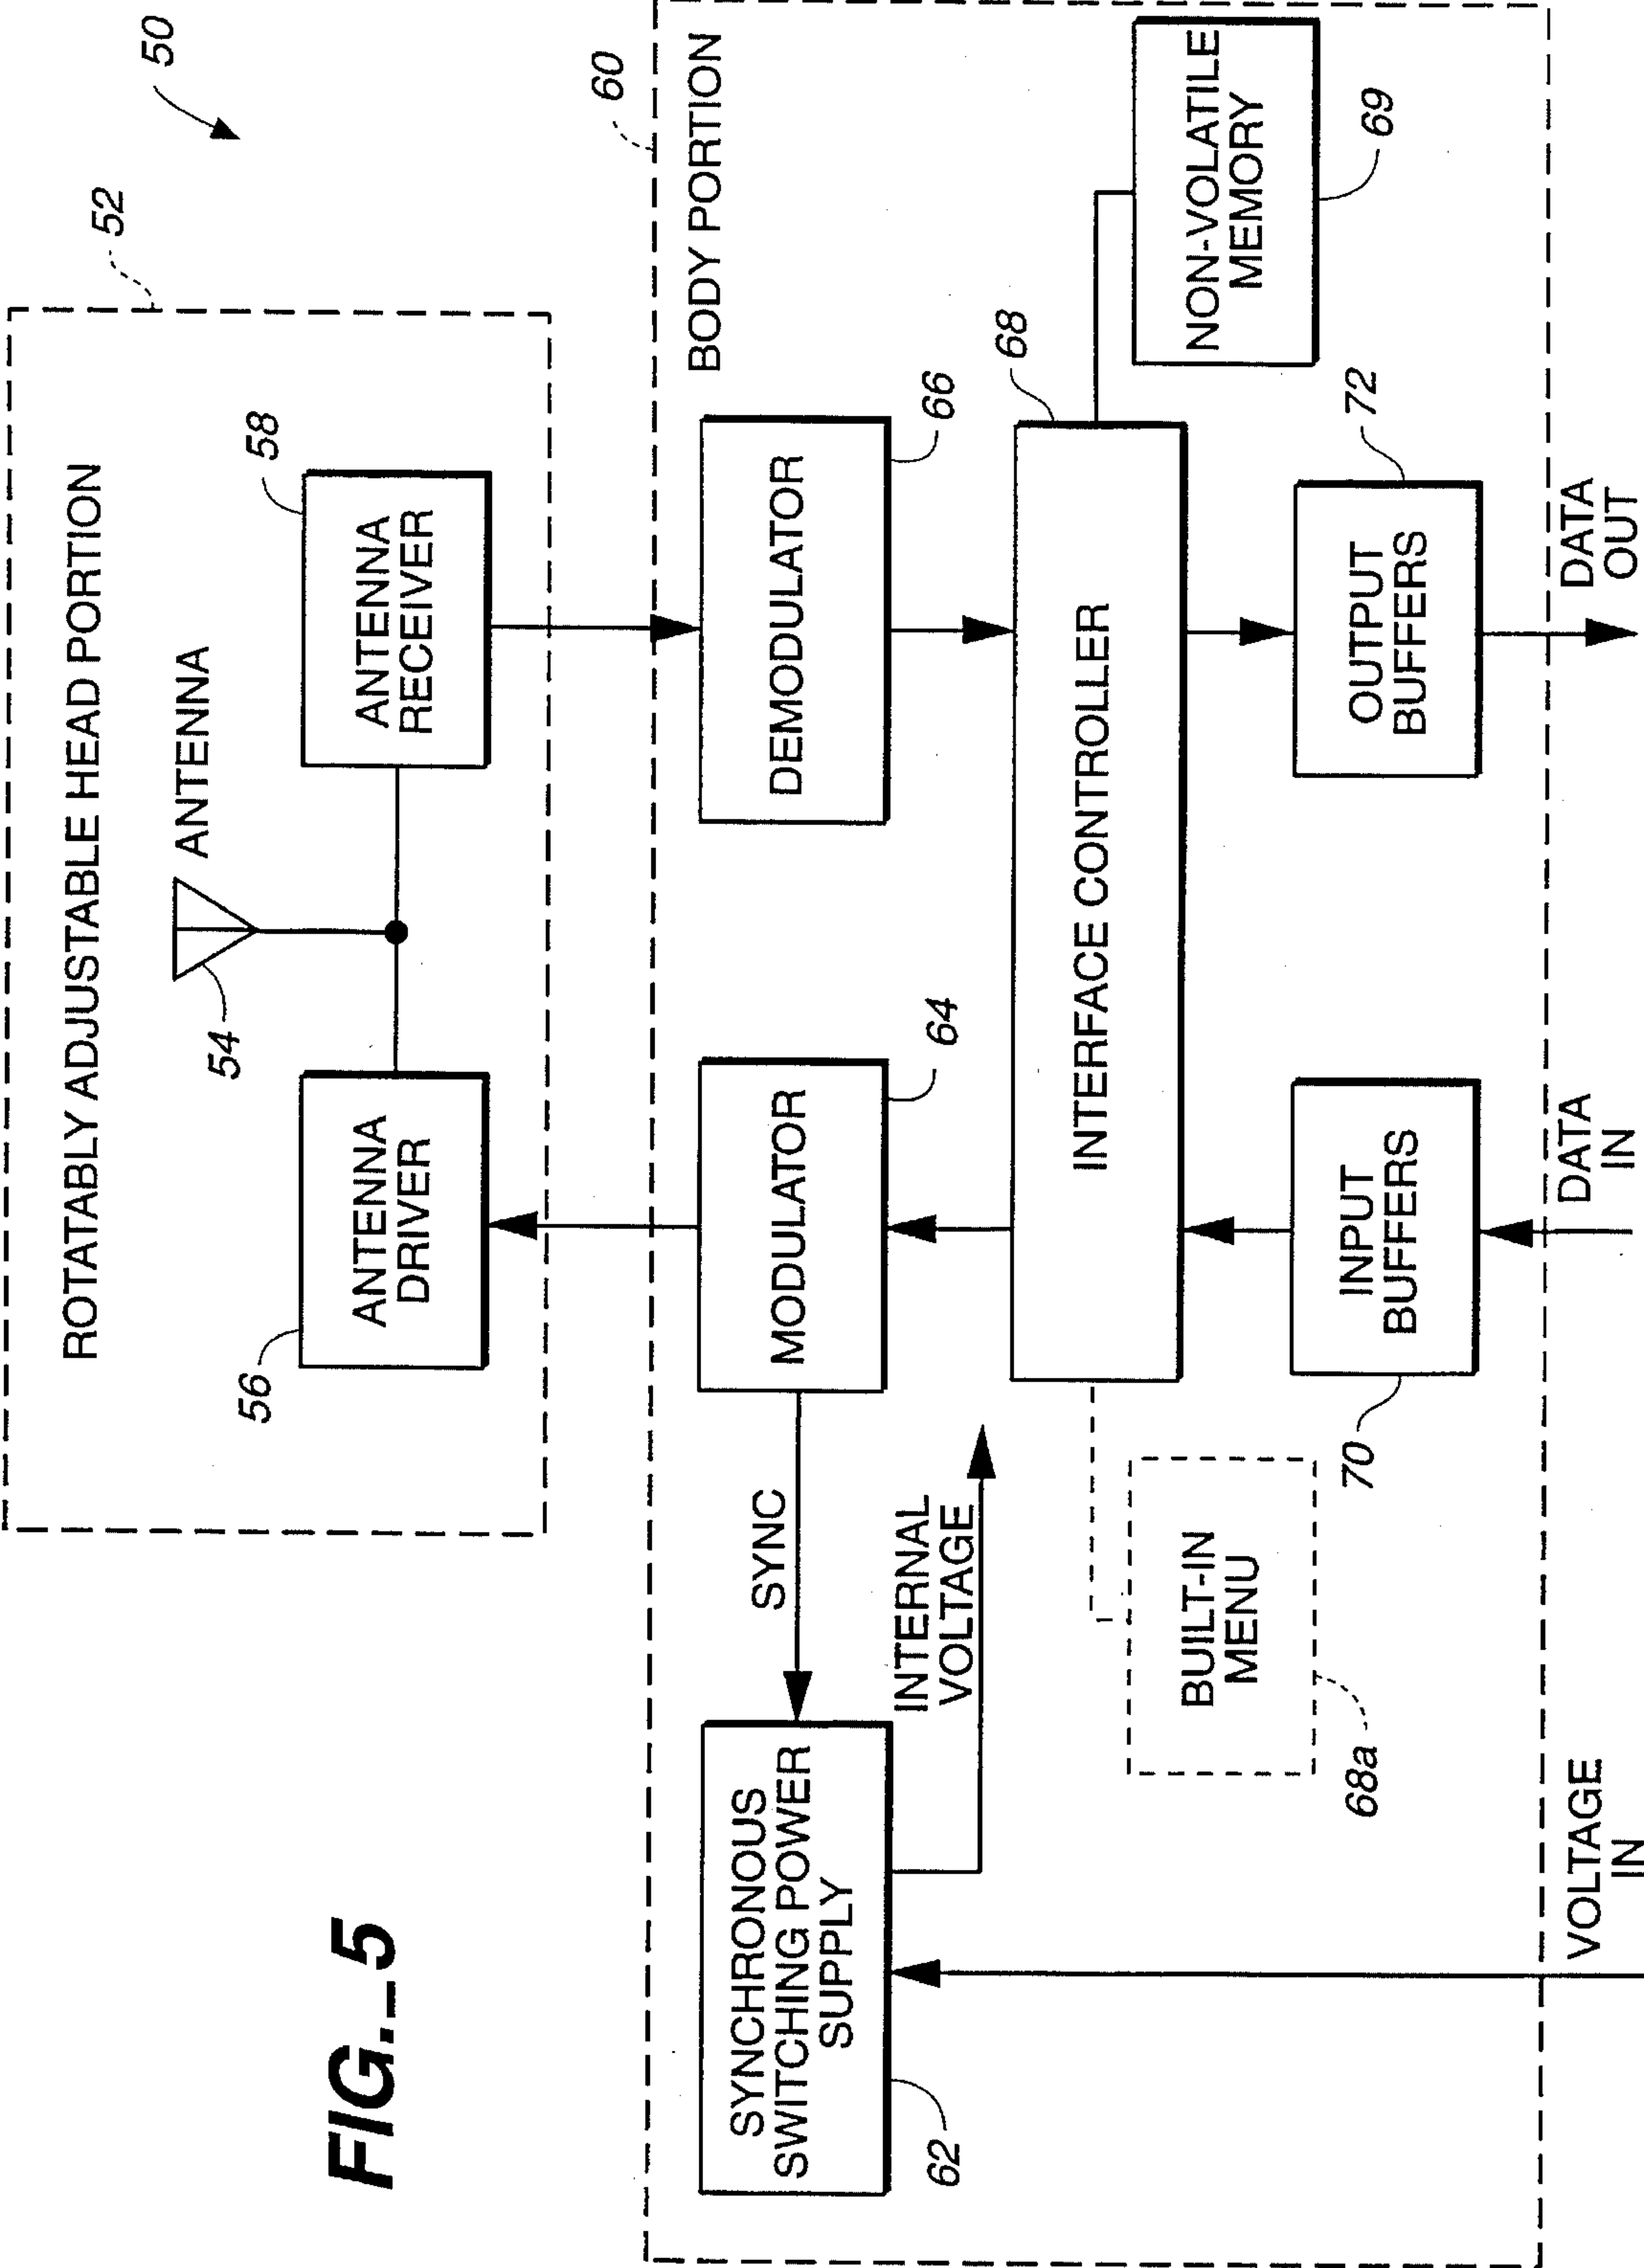 50
52
ROTATABLY ADJUSTABLE HEAD PORTION
ANTENNA
54
56
ANTENNA
DRIVER
58
ANTENNA
RECEIVER
60
BODY PORTION
SYNCHRONOUS
SWITCHING POWER
SUPPLY
62
SYNC
INTERNAL
VOLTAGE
MODULATOR
64
DEMODULATOR
66
68
INTERFACE CONTROLLER
BUILT-IN
MENU
68a
NON-VOLATILE
MEMORY
69
INPUT
BUFFERS
70
OUTPUT
BUFFERS
72
VOLTAGE
IN
DATA
IN
DATA
OUT
FIG._5